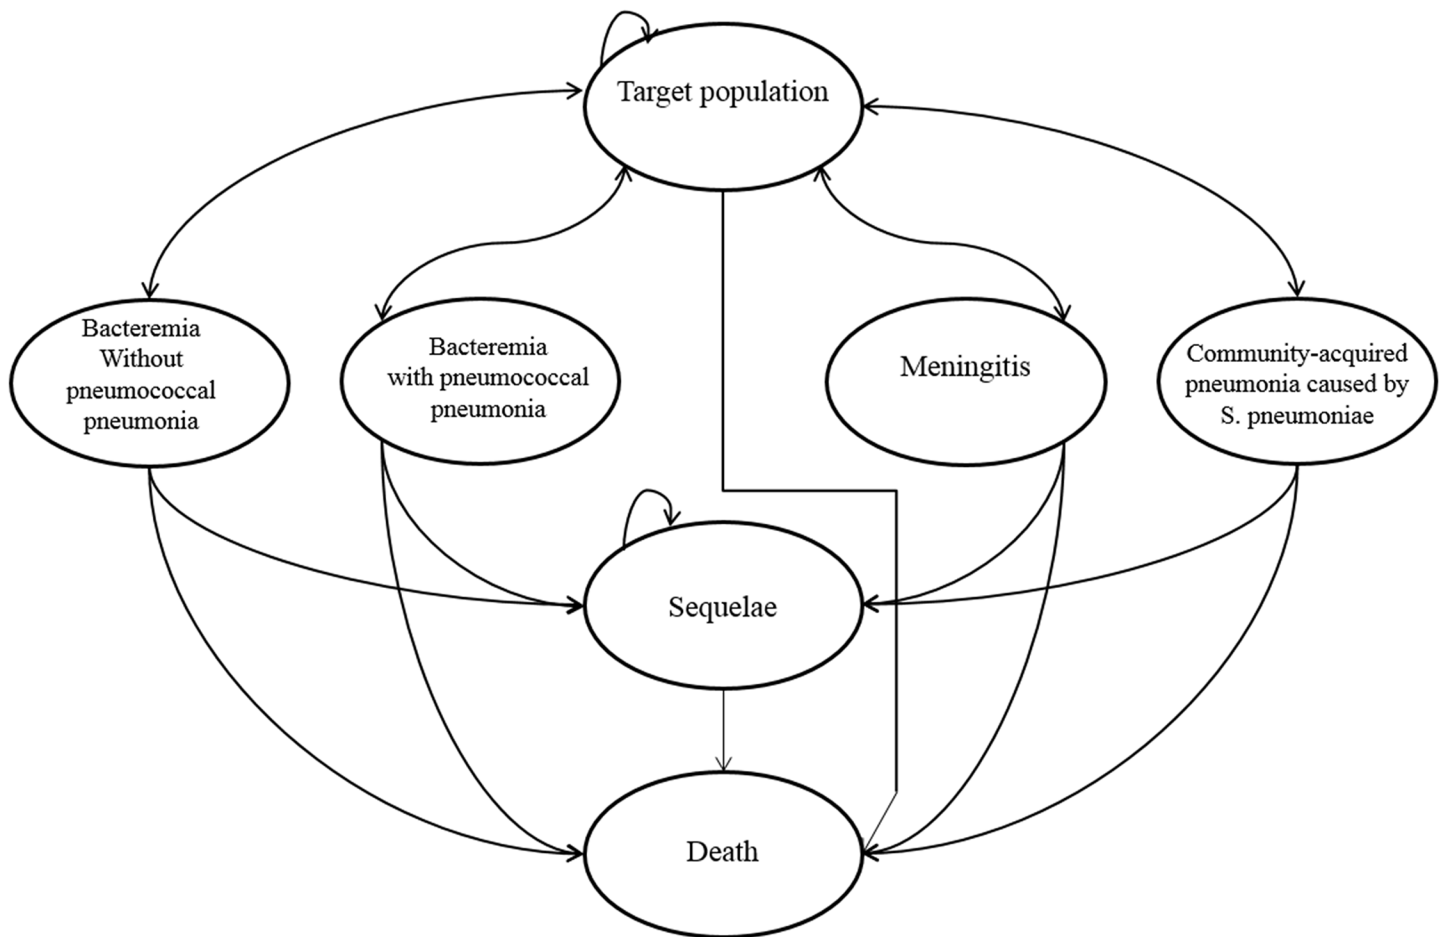 Target population
Bacteremia
Without
pneumococcal
pneumonia
Bacteremia
with pneumococcal
pneumonia
Meningitis
Community-acquired
pneumonia caused by
S. pneumoniae
Sequelae
Death